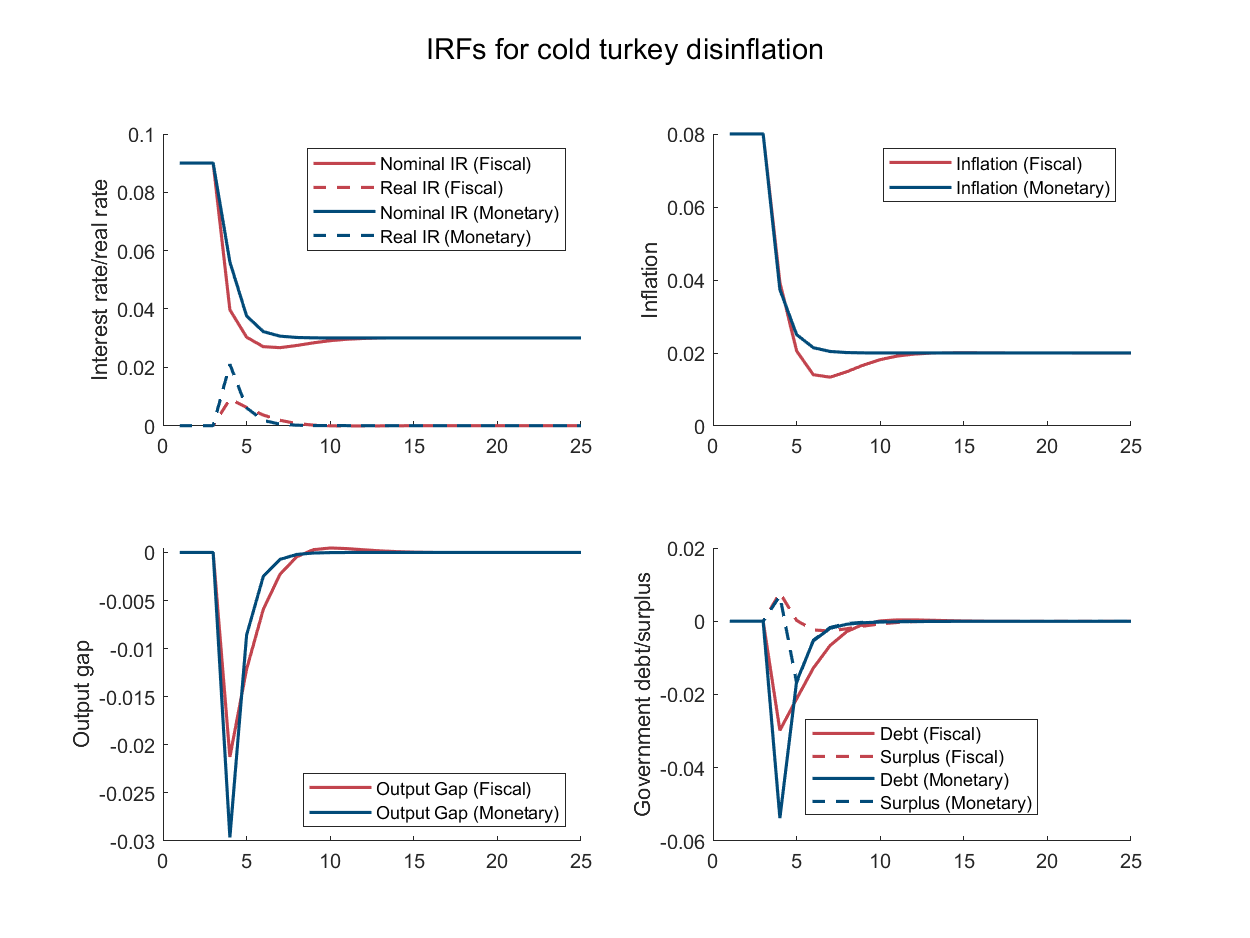 IRFs for cold turkey disinflation
Interest rate/real rate
0.1
0.08
0.06
0.04
0.02
0
0 5 10 15 20 25
Nominal IR (Fiscal)
Real IR (Fiscal)
Nominal IR (Monetary)
Real IR (Monetary)
Inflation
0.08
0.06
0.04
0.02
0
0 5 10 15 20 25
Inflation (Fiscal)
Inflation (Monetary)
Output gap
0
-0.005
-0.01
-0.015
-0.02
-0.025
-0.03
0 5 10 15 20 25
Output Gap (Fiscal)
Output Gap (Monetary)
Government debt/surplus
0.02
0
-0.02
-0.04
-0.06
0 5 10 15 20 25
Debt (Fiscal)
Surplus (Fiscal)
Debt (Monetary)
Surplus (Monetary)